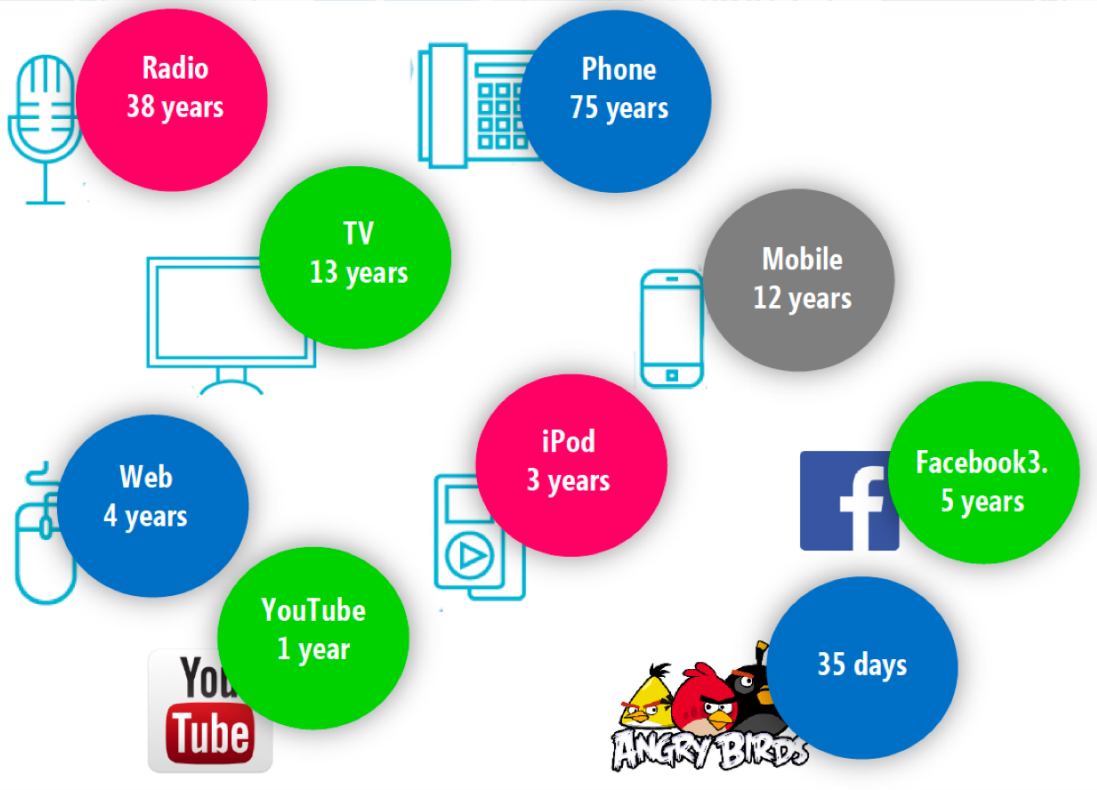 Radio
38 years
Phone
75 years
TV
13 years
Mobile
12 years
iPod
3 years
Facebook3.
5 years
f
Web
4 years
YouTube
1 year
You
Tube
35 days
ANGRY BIRDS